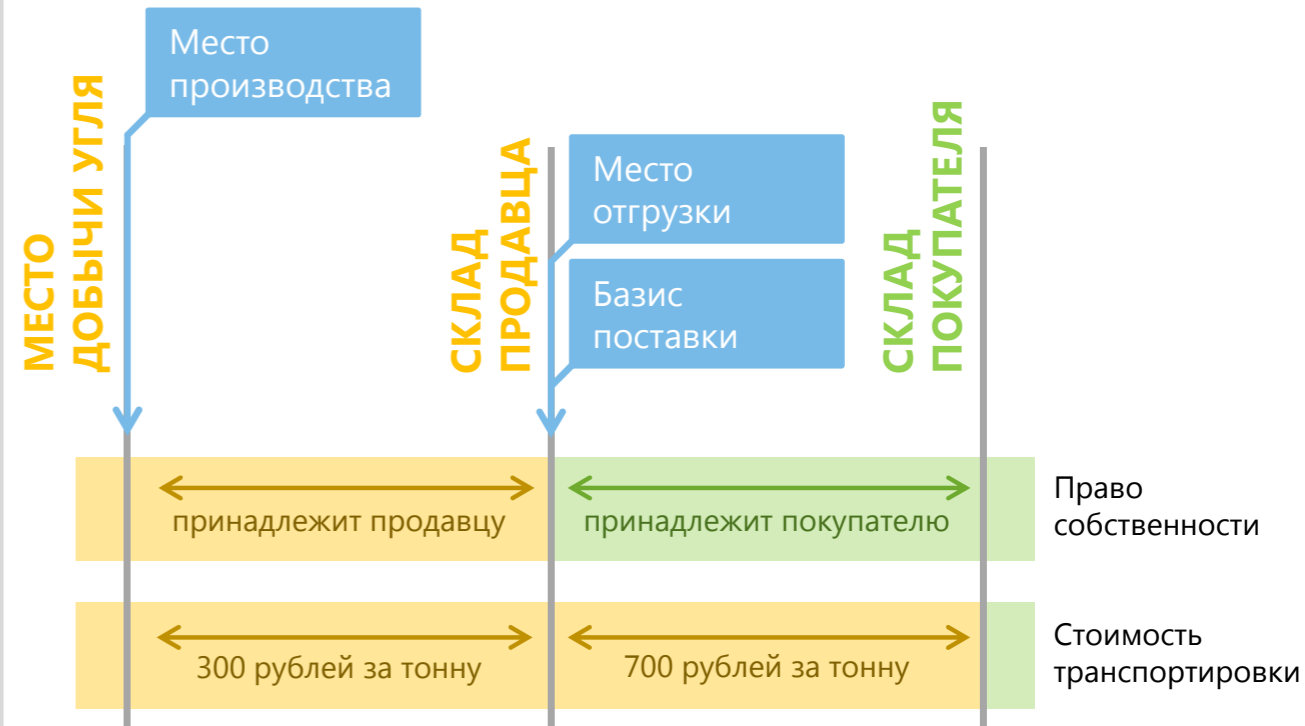 Место
производства
МЕСТО
ДОБЫЧИ УГЛЯ
СКЛАД
ПРОДАВЦА
Место
отгрузки
Базис
поставки
СКЛАД
ПОКУПАТЕЛЯ
принадлежит продавцу
принадлежит покупателю
Право
собственности
300 рублей за тонну
700 рублей за тонну
Стоимость
транспортировки